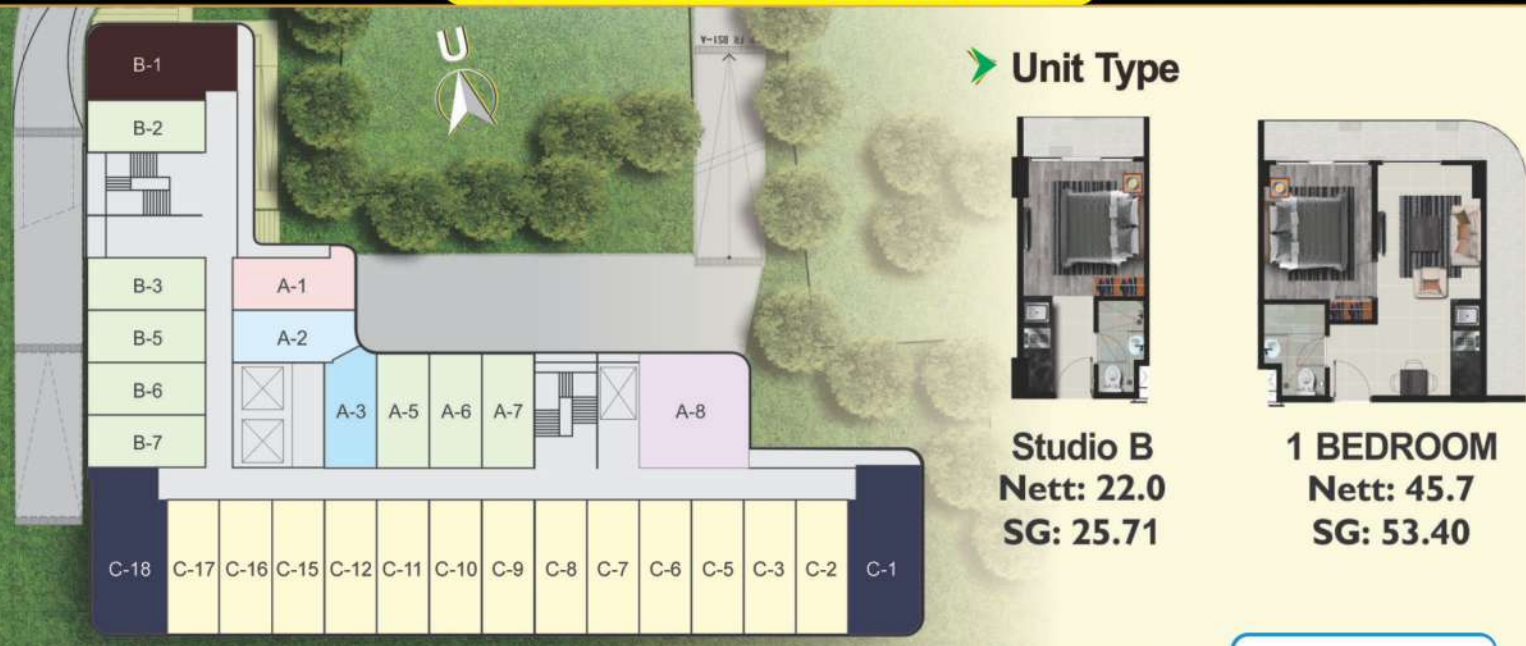 U
B-1
B-2
B-3
B-5
B-6
B-7
A-1
A-2
A-3
A-5
A-6
A-7
A-8
C-18
C-17
C-16
C-15
C-12
C-11
C-10
C-9
C-8
C-7
C-6
C-5
C-3
C-2
C-1
Unit Type
Studio B
Nett: 22.0
SG: 25.71
1 BEDROOM
Nett: 45.7
SG: 53.40